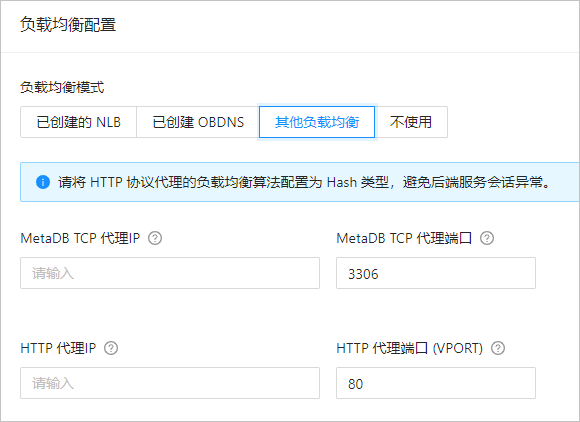 负载均衡配置
负载均衡模式
已创建的 NLB 已创建 OBDNS 其他负载均衡 不使用
请将 HTTP 协议代理的负载均衡算法配置为 Hash 类型，避免后端服务会话异常。
MetaDB TCP 代理IP MetaDB TCP 代理端口
请输入 3306
HTTP 代理IP HTTP 代理端口 (VPORT)
请输入 80